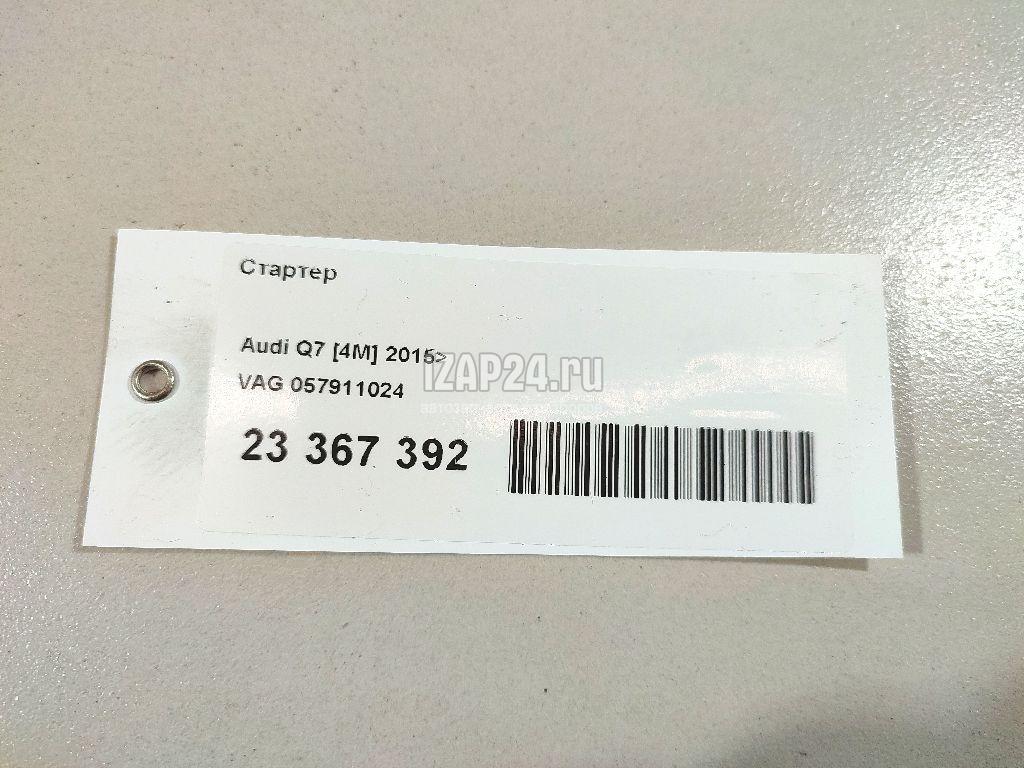 Стартер
Audi Q7 [4M] 2015>
IZAP24.ru
VAG 057911024
23 367 392